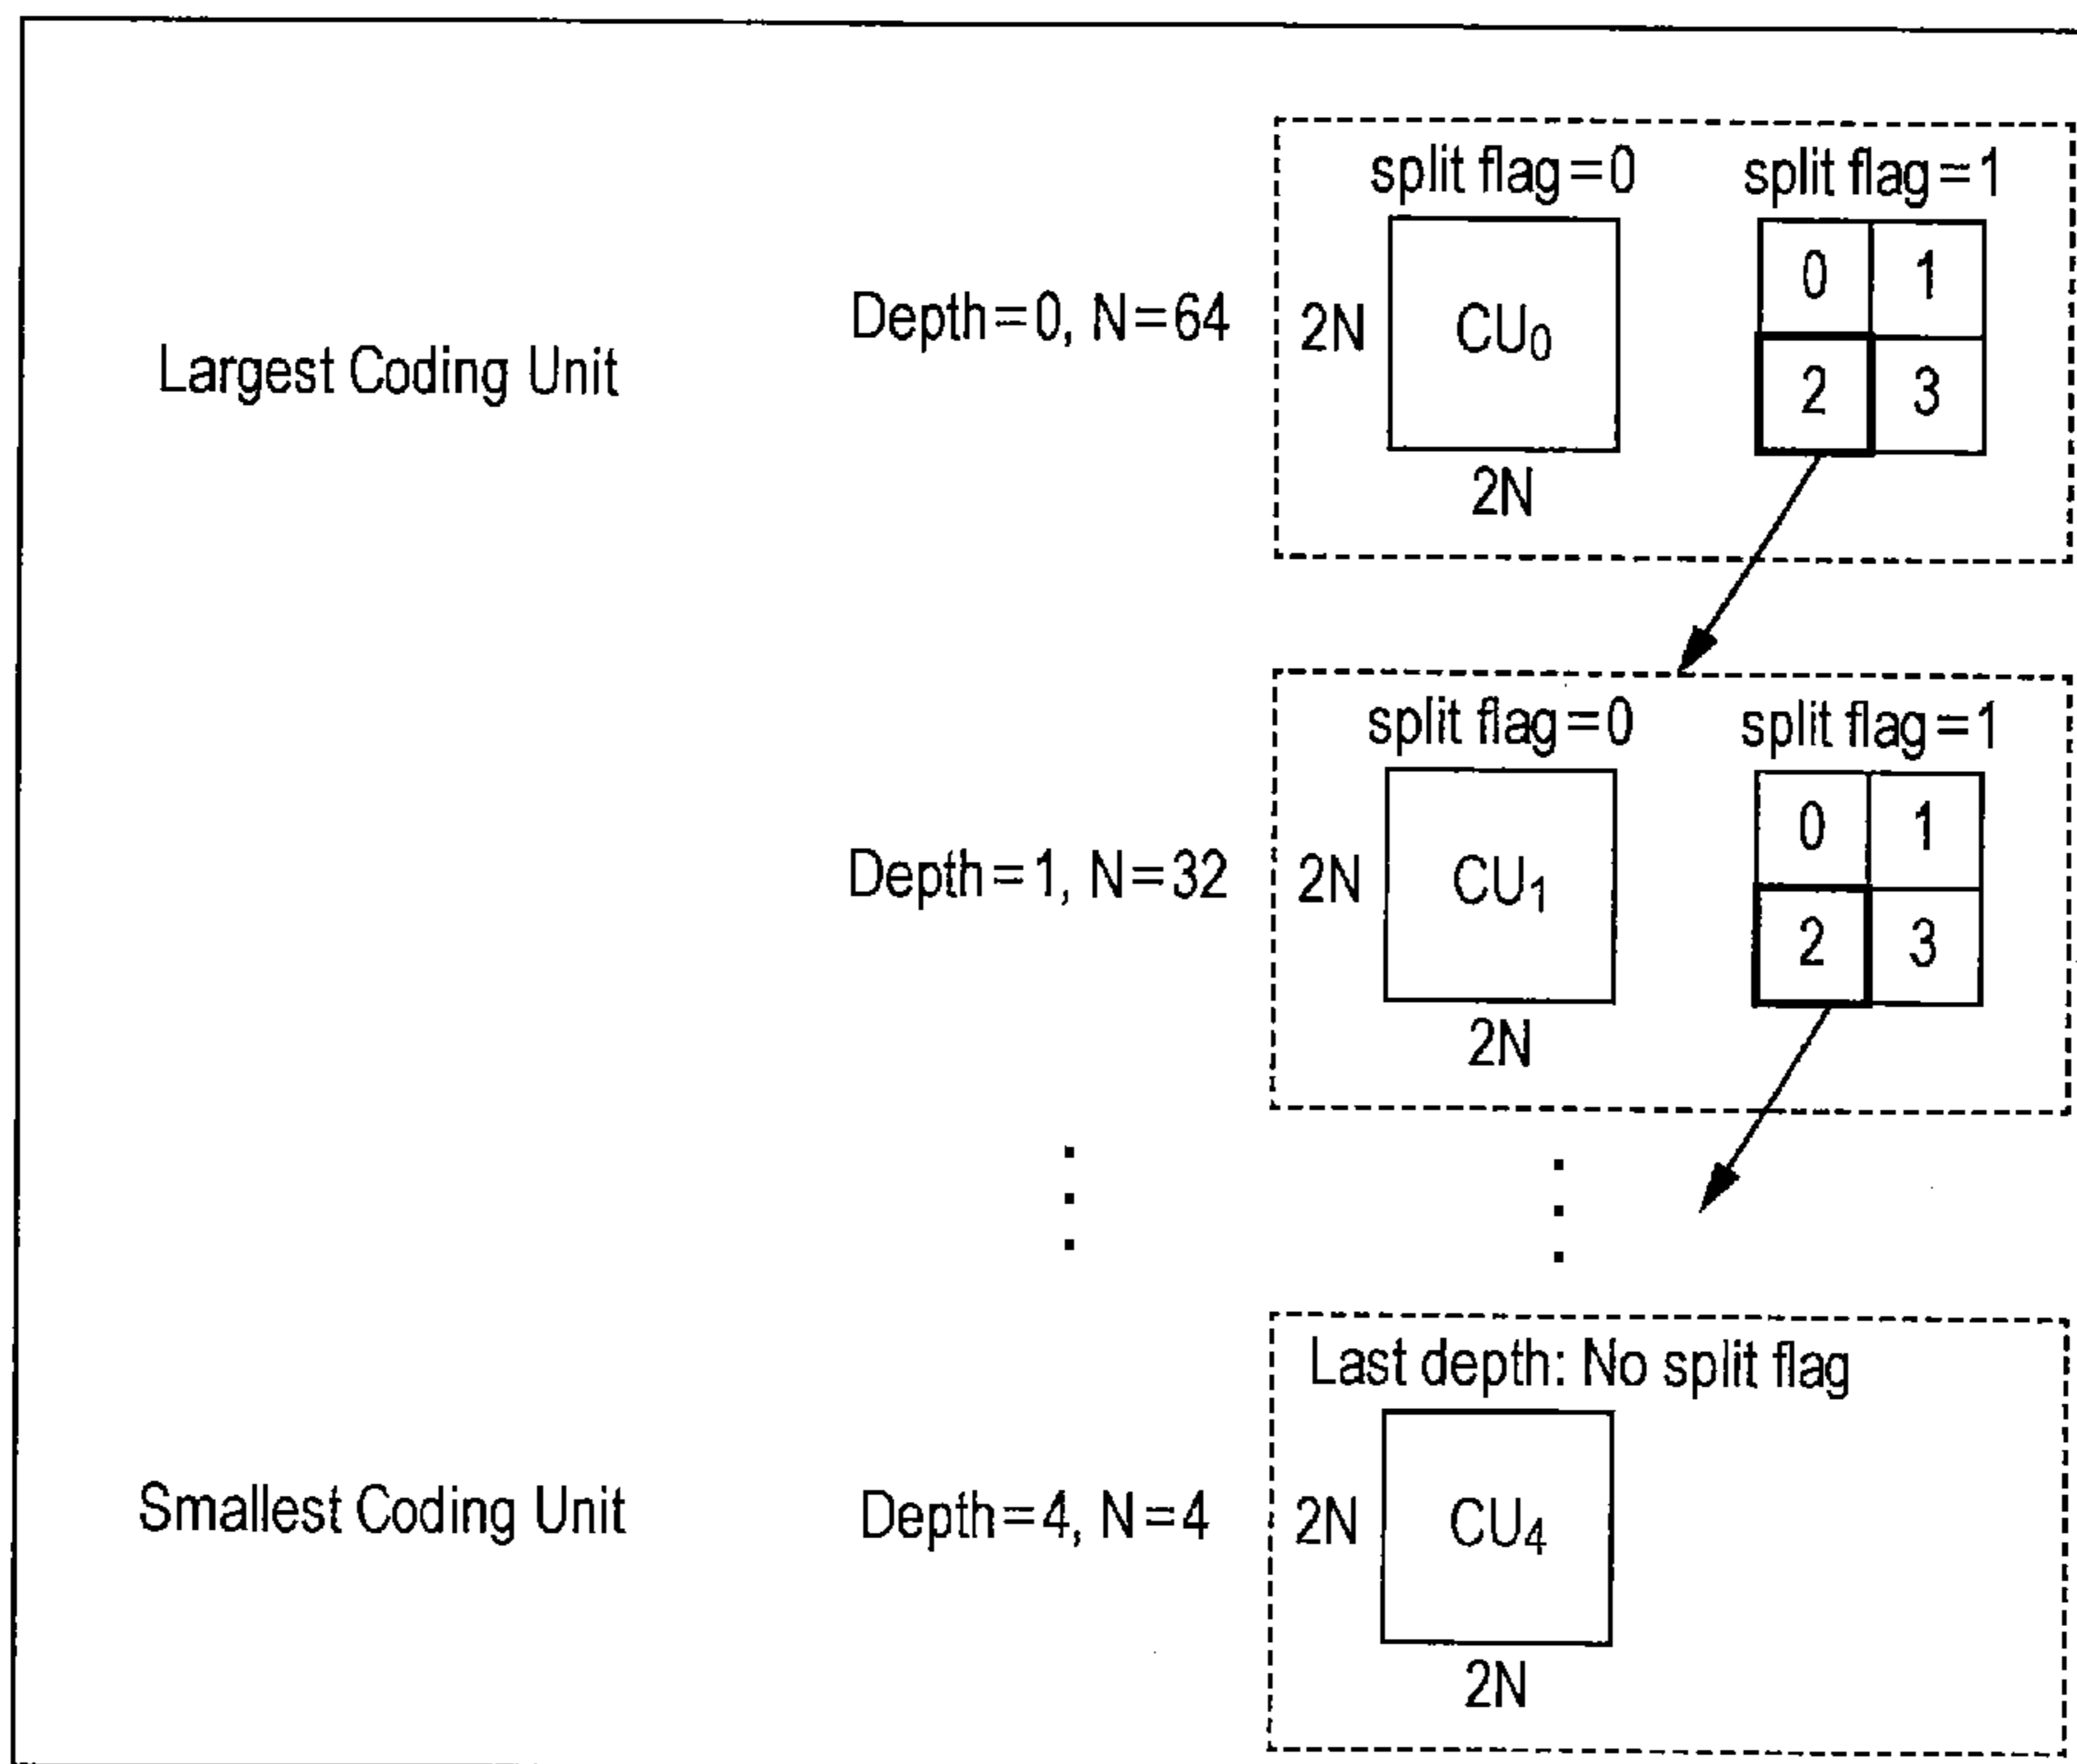 split flag=0 split flag=1
0 1
Largest Coding Unit Depth=0, N=64 2N CU₀
2 3
2N
split flag=0 split flag=1
0 1
Depth=1, N=32 2N CU₁
2 3
2N
Last depth: No split flag
Smallest Coding Unit Depth=4, N=4 2N CU₄
2N